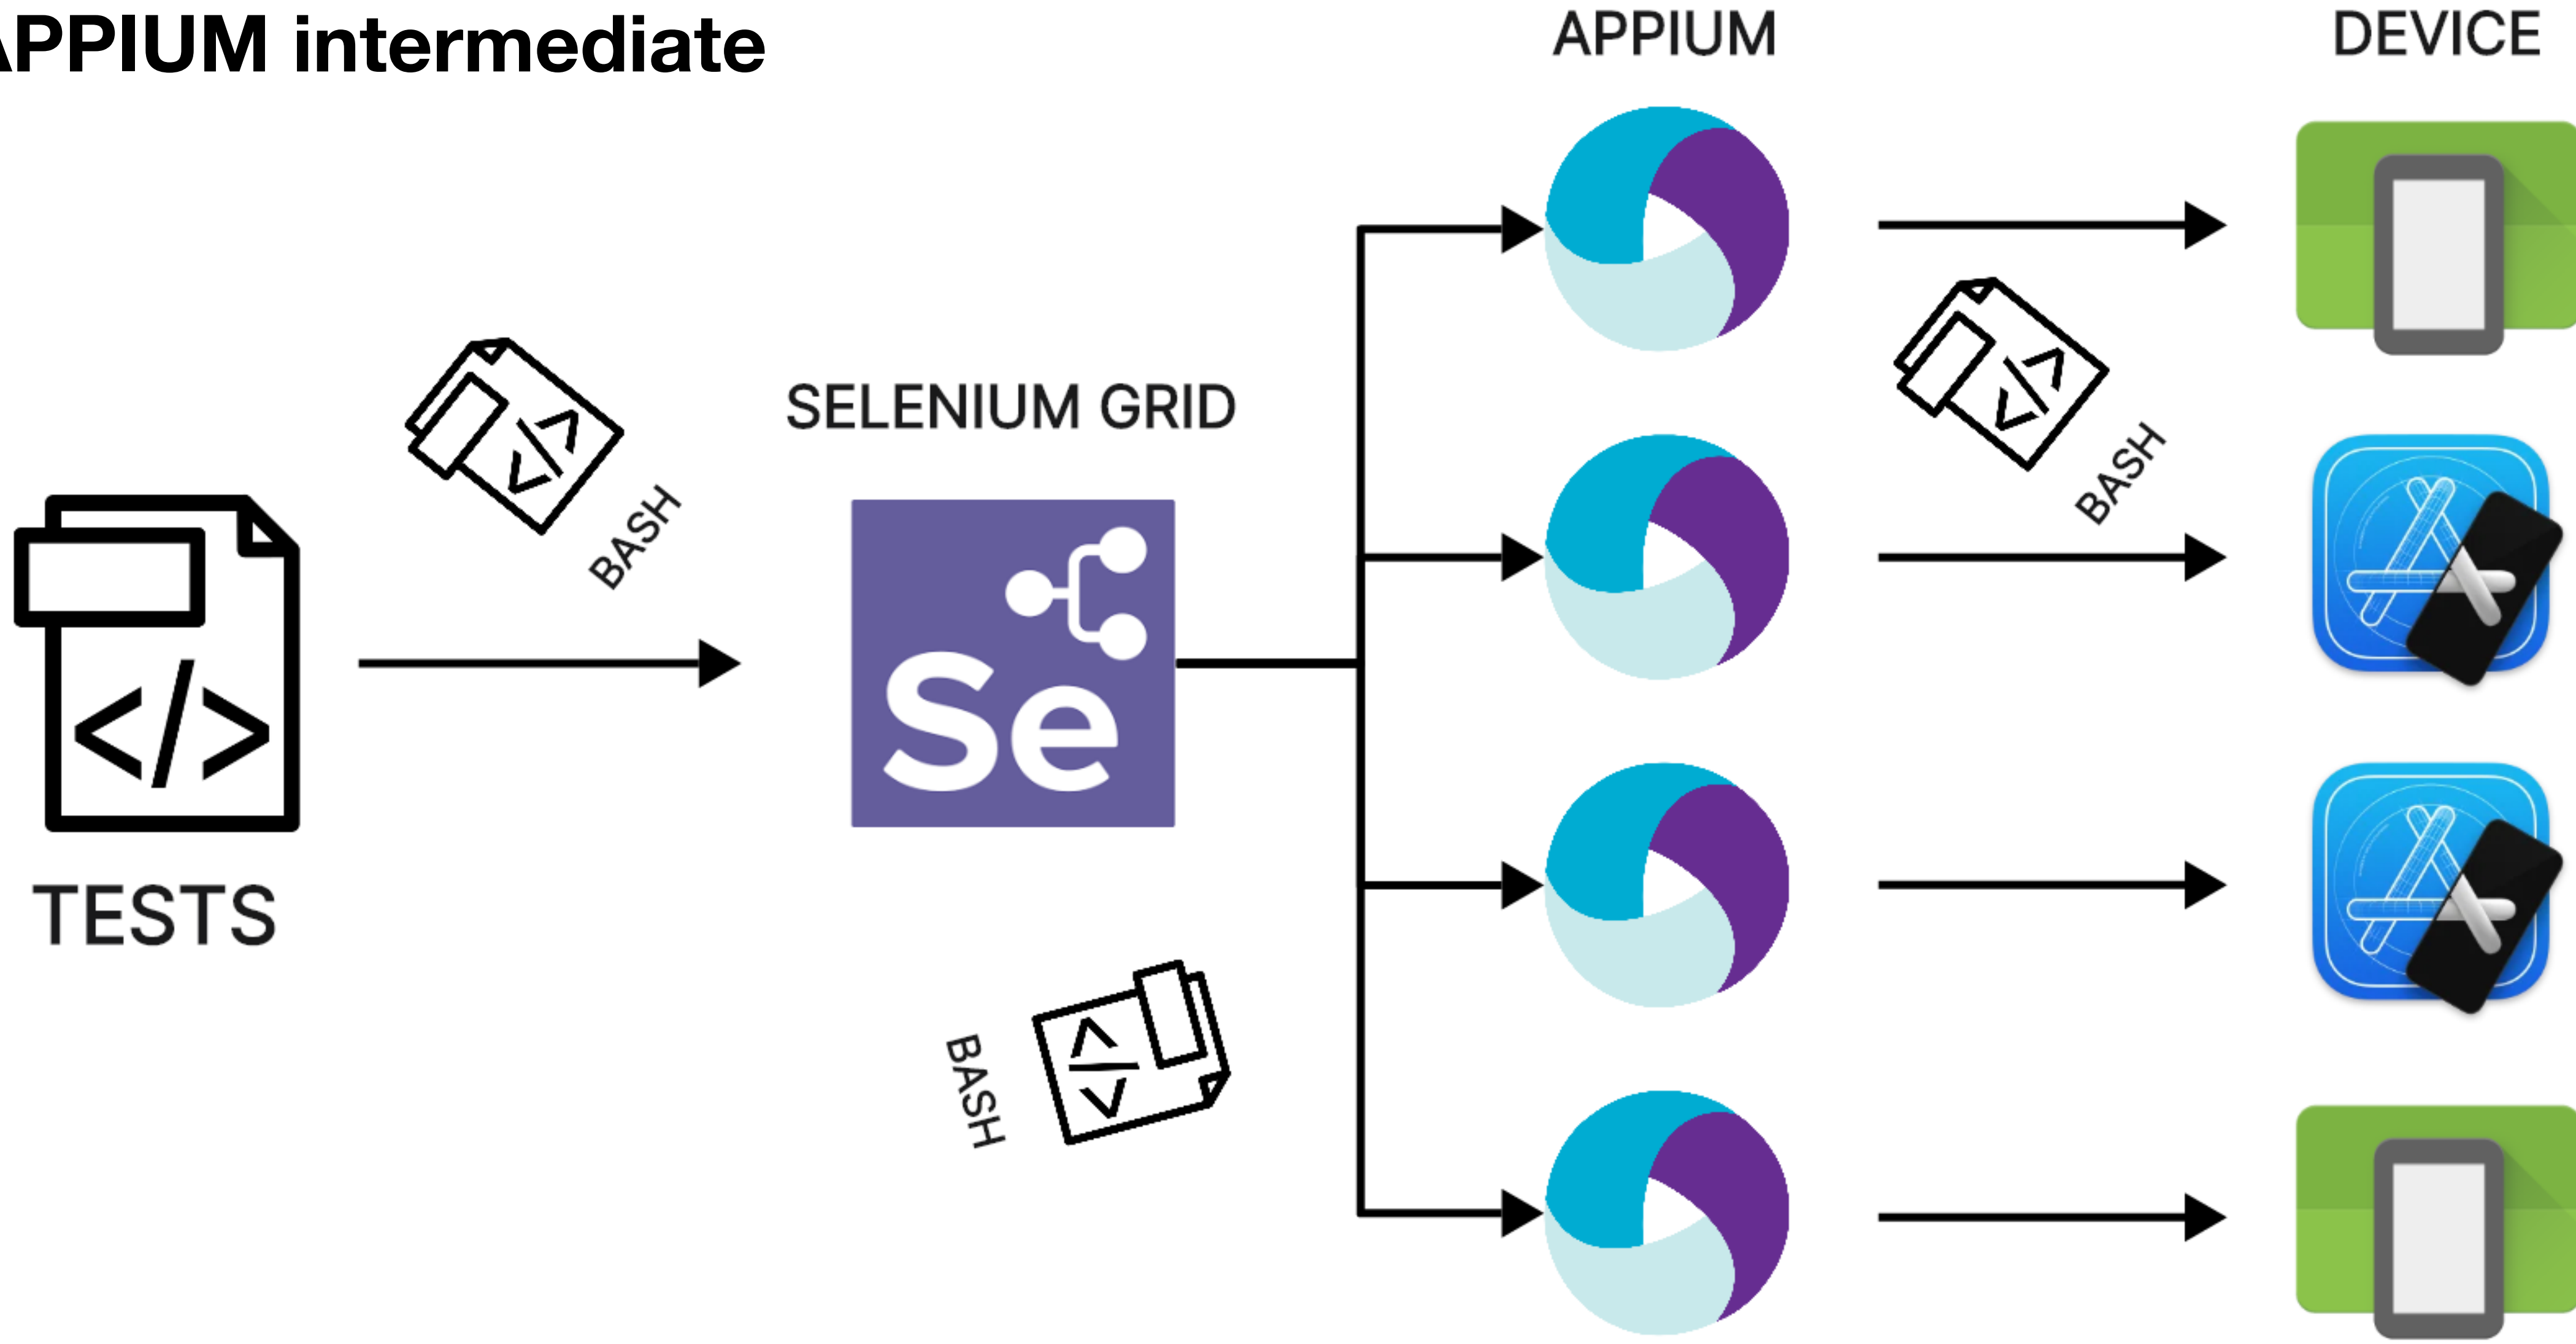 APPIUM intermediate
APPIUM
DEVICE
SELENIUM GRID
BASH
BASH
</>
Se
TESTS
BASH
</>
</>
</>